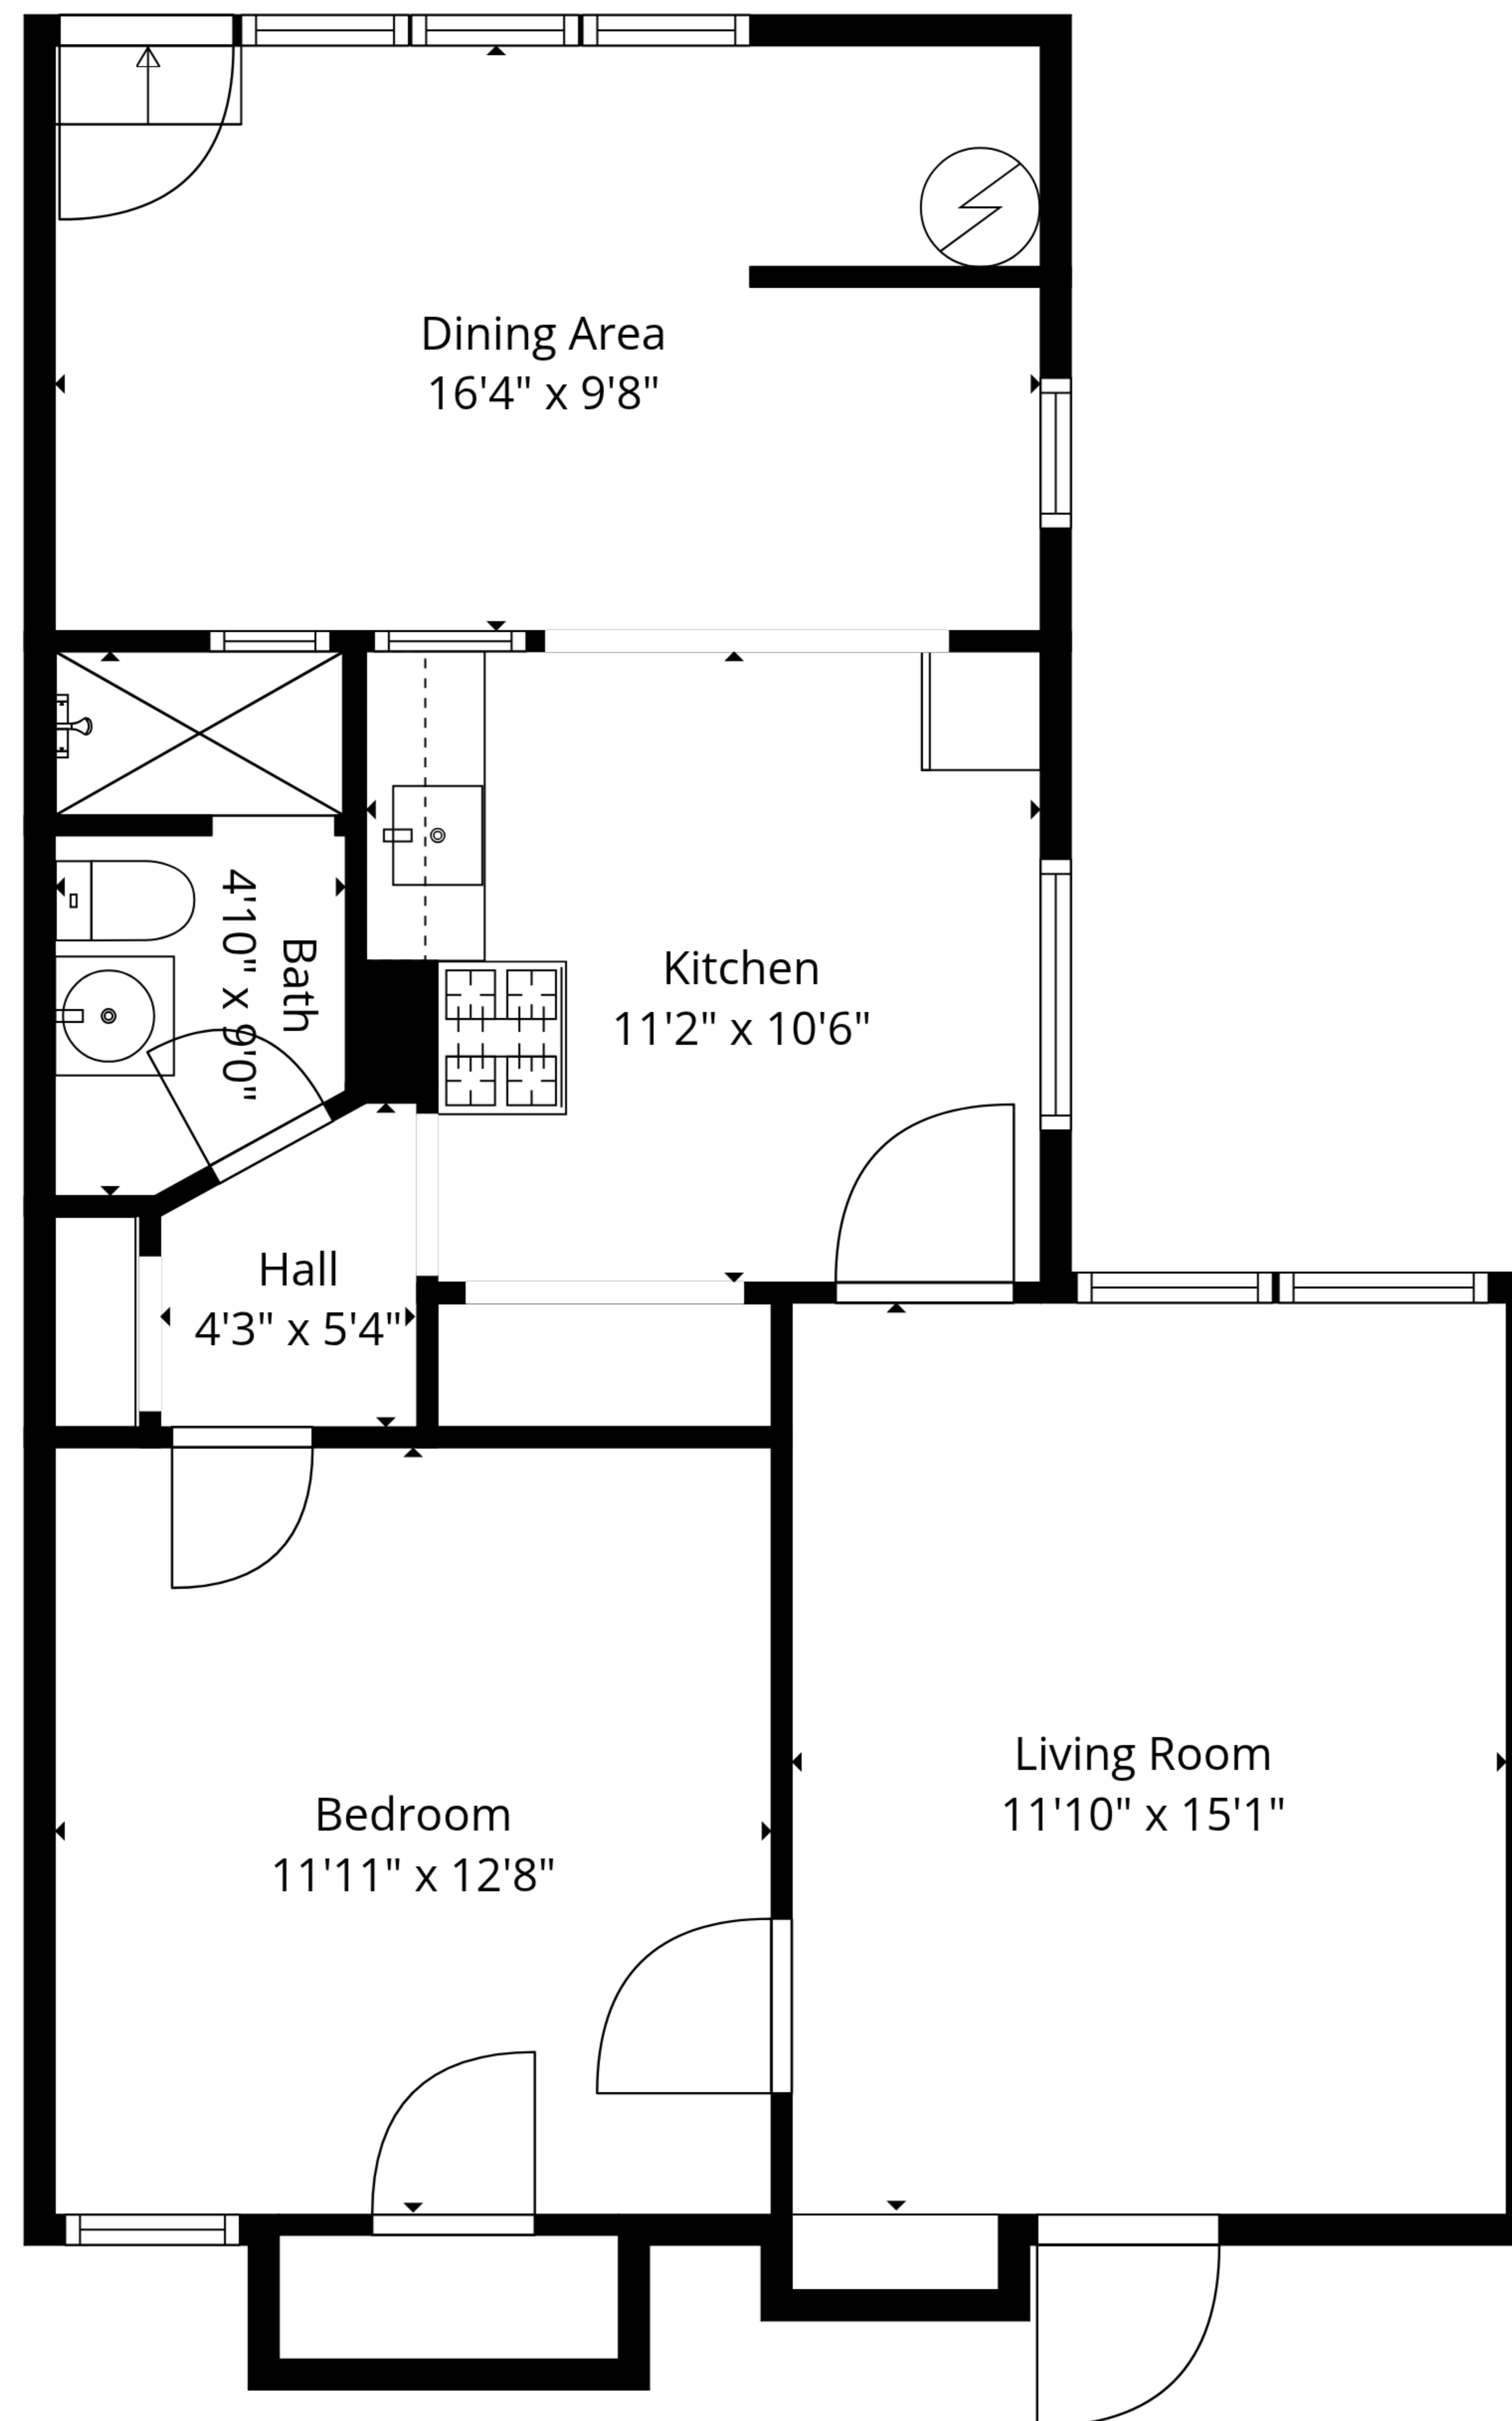 Dining Area
16'4" x 9'8"
Kitchen
11'2" x 10'6"
Bath
4'10" x 9'0"
Hall
4'3" x 5'4"
Living Room
11'10" x 15'1"
Bedroom
11'11" x 12'8"